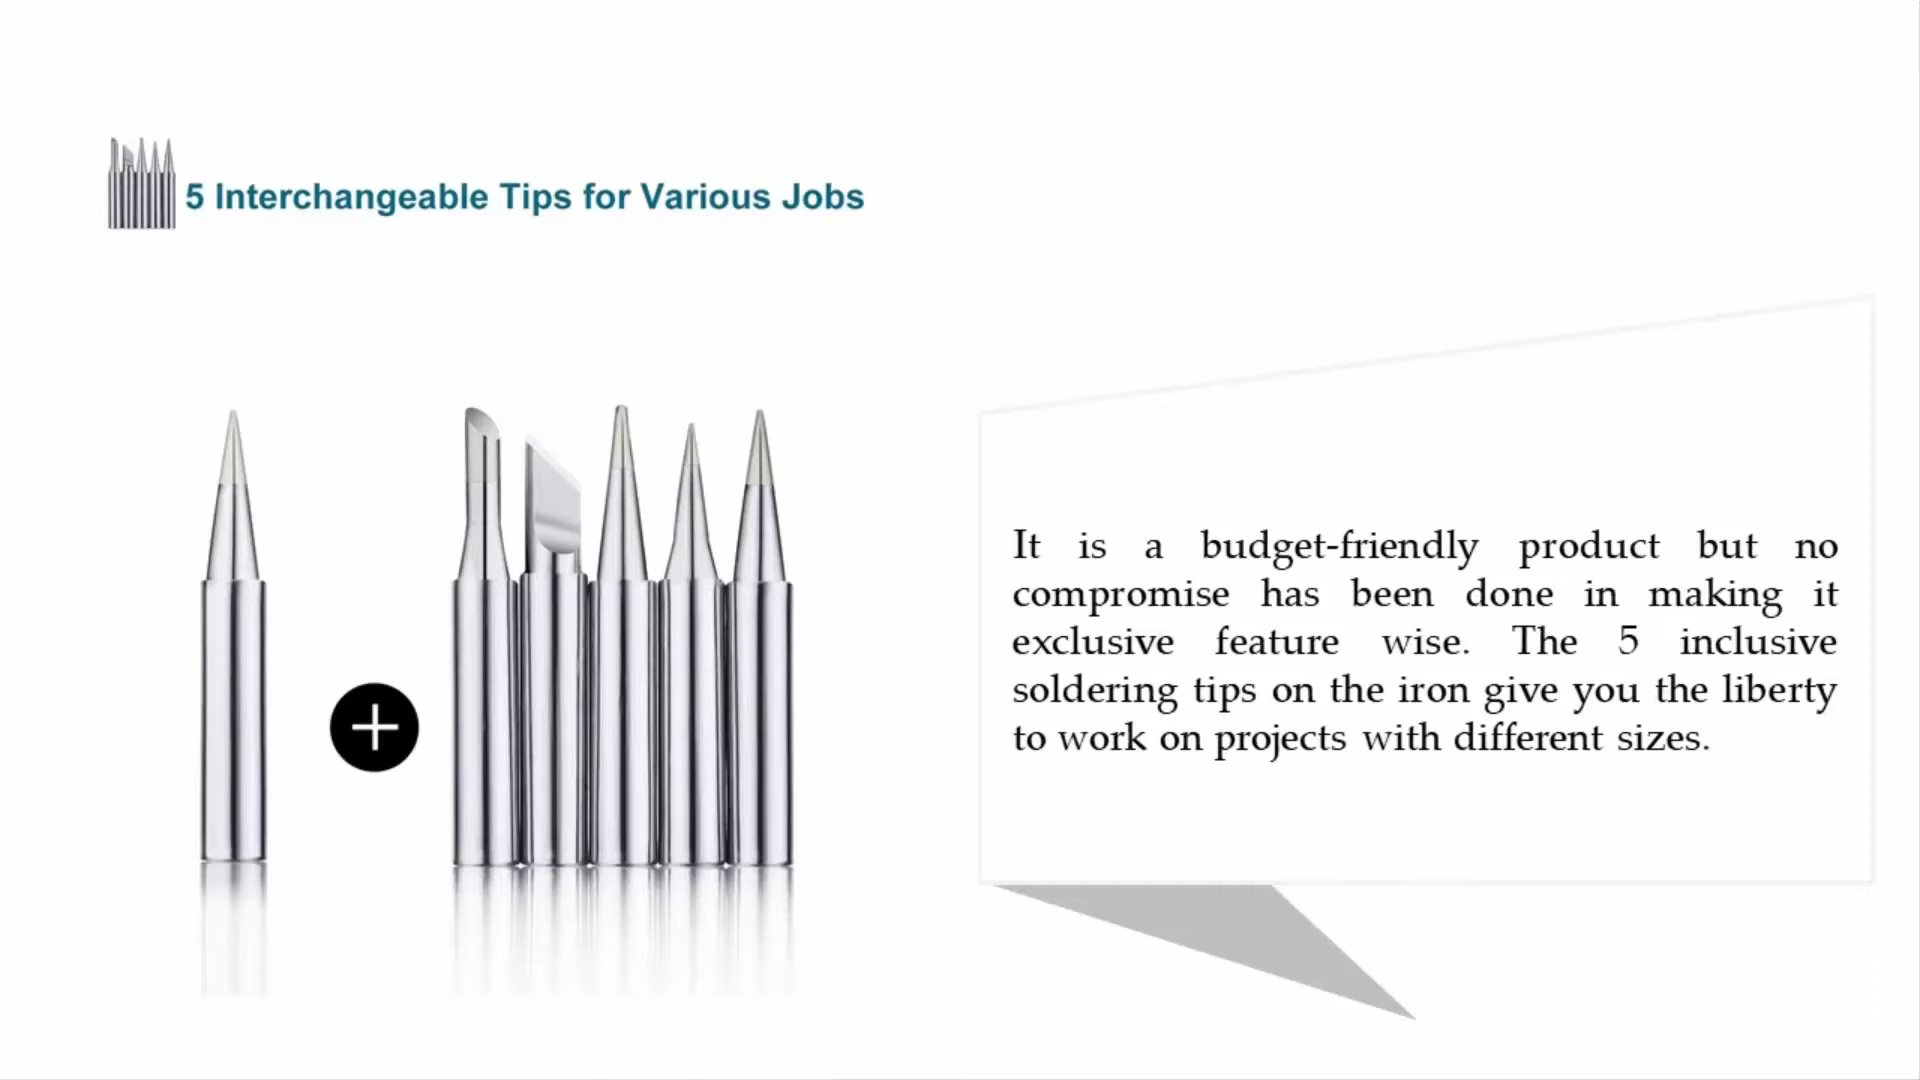 5 Interchangeable Tips for Various Jobs
It is a budget-friendly product but no
compromise has been done in making it
exclusive feature wise. The 5 inclusive
soldering tips on the iron give you the liberty
to work on projects with different sizes.